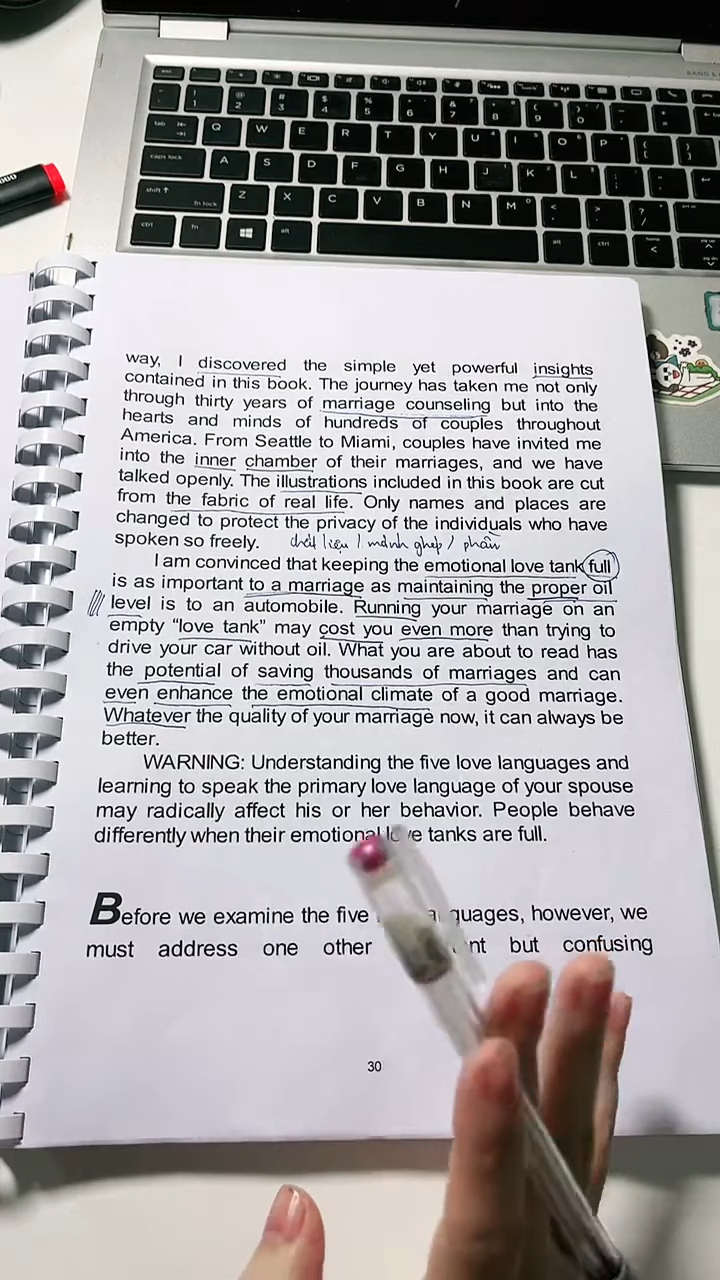 way, I discovered the simple yet powerful insights
contained in this book. The journey has taken me not only
through thirty years of marriage counseling but into the
hearts and minds of hundreds of couples throughout
America. From Seattle to Miami, couples have invited me
into the inner chamber of their marriages, and we have
talked openly. The illustrations included in this book are cut
from the fabric of real life. Only names and places are
changed to protect the privacy of the individuals who have
spoken so freely.
chất liệu / mảnh ghép / phần
I am convinced that keeping the emotional love tank full
is as important to a marriage as maintaining the proper oil
level is to an automobile. Running your marriage on an
empty “love tank” may cost you even more than trying to
drive your car without oil. What you are about to read has
the potential of saving thousands of marriages and can
even enhance the emotional climate of a good marriage.
Whatever the quality of your marriage now, it can always be
better.
WARNING: Understanding the five love languages and
learning to speak the primary love language of your spouse
may radically affect his or her behavior. People behave
differently when their emotional love tanks are full.
Before we examine the five guages, however, we
must address one other but confusing
30